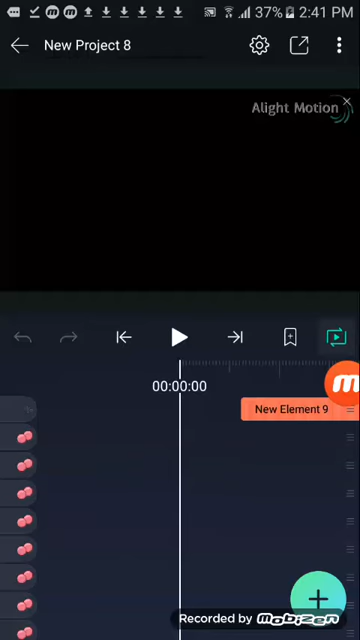 37% 2:41 PM
New Project 8
Alight Motion
00:00:00
New Element 9
Recorded by Mobizen